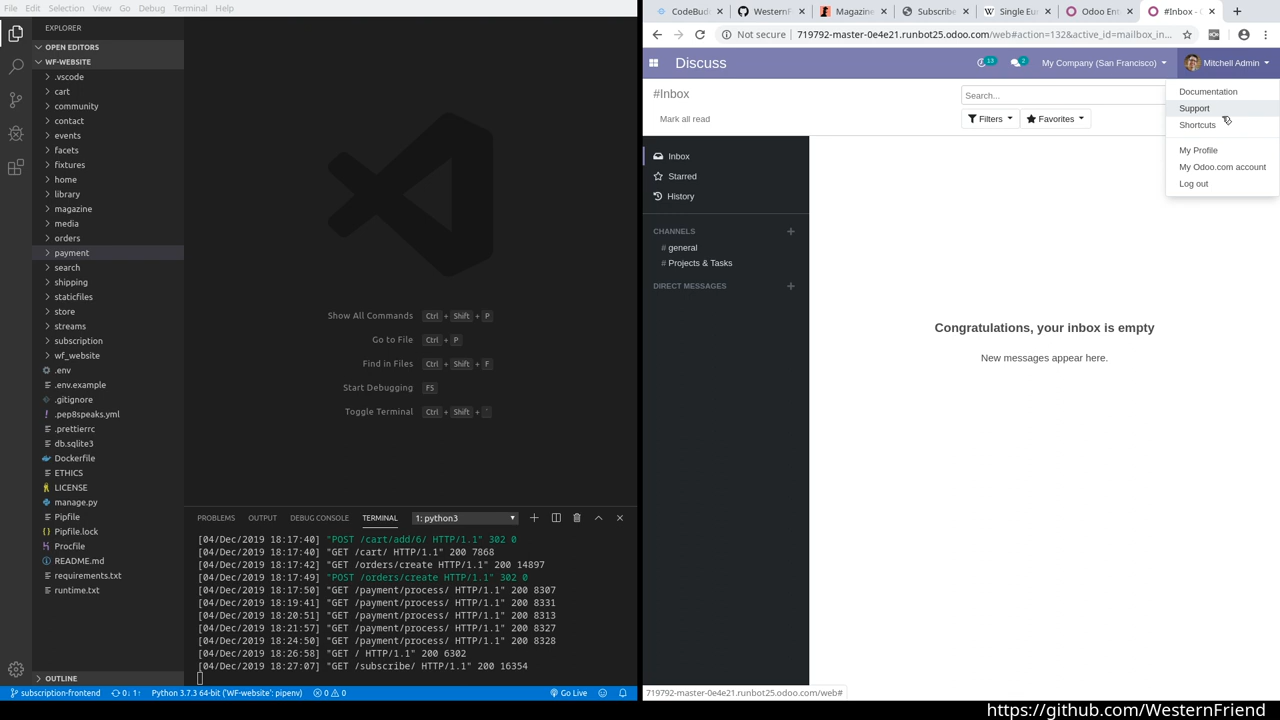 File Edit Selection View Go Debug Terminal Help
EXPLORER
OPEN EDITORS
WF-WEBSITE
.vscode
cart
community
contact
events
facets
fixtures
home
library
magazine
media
orders
payment
search
shipping
staticfiles
store
streams
subscription
wf_website
.env
.env.example
.gitignore
.pep8speaks.yml
.prettierrc
db.sqlite3
Dockerfile
ETHICS
LICENSE
manage.py
Pipfile
Pipfile.lock
Procfile
README.md
requirements.txt
runtime.txt
OUTLINE
Show All Commands Ctrl + Shift + P
Go to File Ctrl + P
Find in Files Ctrl + Shift + F
Start Debugging F5
Toggle Terminal Ctrl + Shift + `
PROBLEMS OUTPUT DEBUG CONSOLE TERMINAL 1: python3
[04/Dec/2019 18:17:40] "POST /cart/add/6/ HTTP/1.1" 302 0
[04/Dec/2019 18:17:40] "GET /cart/ HTTP/1.1" 200 7868
[04/Dec/2019 18:17:42] "GET /orders/create HTTP/1.1" 200 14897
[04/Dec/2019 18:17:49] "POST /orders/create HTTP/1.1" 302 0
[04/Dec/2019 18:17:50] "GET /payment/process/ HTTP/1.1" 200 8307
[04/Dec/2019 18:19:41] "GET /payment/process/ HTTP/1.1" 200 8331
[04/Dec/2019 18:20:51] "GET /payment/process/ HTTP/1.1" 200 8313
[04/Dec/2019 18:21:57] "GET /payment/process/ HTTP/1.1" 200 8327
[04/Dec/2019 18:24:50] "GET /payment/process/ HTTP/1.1" 200 8328
[04/Dec/2019 18:26:58] "GET / HTTP/1.1" 200 6302
[04/Dec/2019 18:27:07] "GET /subscribe/ HTTP/1.1" 200 16354
subscription-frontend 0↓ 1↑ Python 3.7.3 64-bit ('WF-website': pipenv) 0 0 Go Live
CodeBudd WesternF Magazine Subscribe Single Eur Odoo Ent #Inbox - O
Not secure 719792-master-0e4e21.runbot25.odoo.com/web#action=132&active_id=mailbox_in...
Discuss 13 2 My Company (San Francisco) Mitchell Admin
#Inbox Search...
Mark all read Filters Favorites
Documentation
Support
Shortcuts
My Profile
My Odoo.com account
Log out
Inbox
Starred
History
CHANNELS
# general
# Projects & Tasks
DIRECT MESSAGES
Congratulations, your inbox is empty
New messages appear here.
719792-master-0e4e21.runbot25.odoo.com/web#
https://github.com/WesternFriend